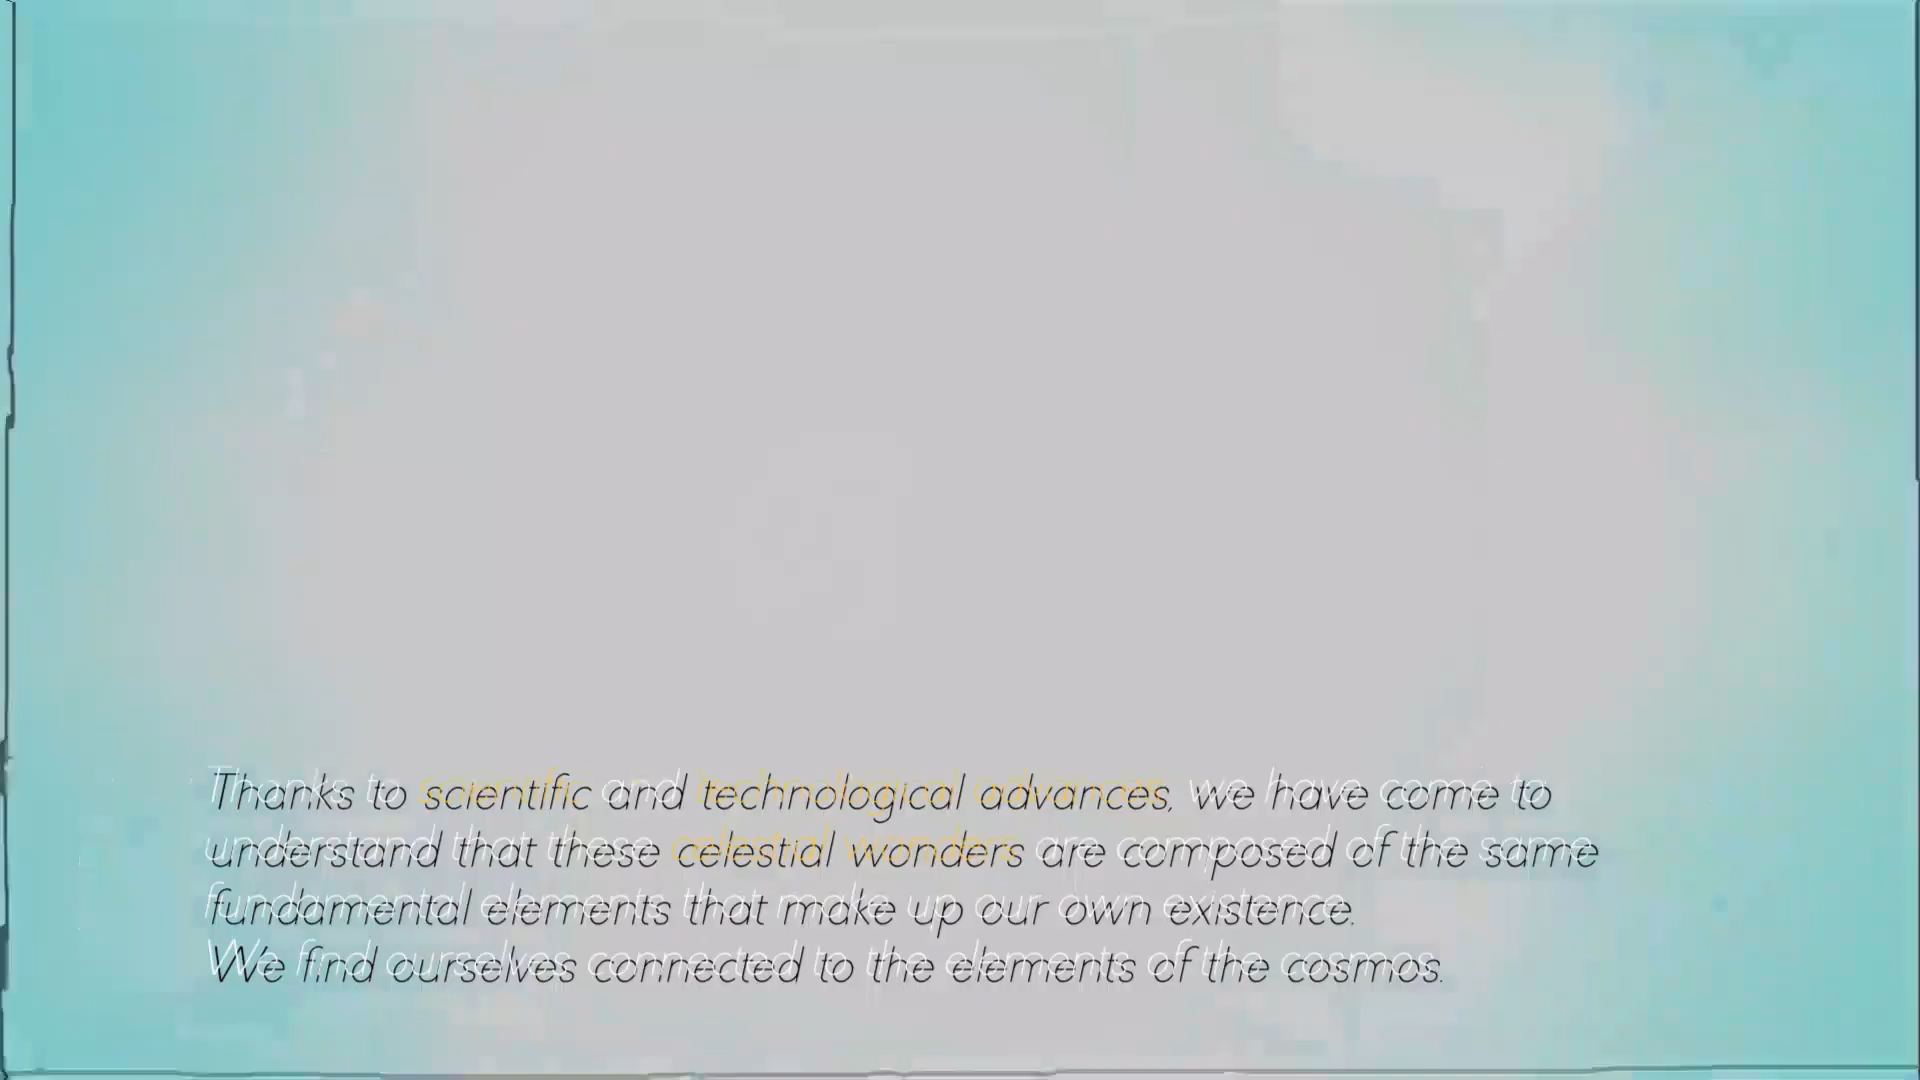 Thanks to scientific and technological advances, we have come to
understand that these celestial wonders are composed of the same
fundamental elements that make up our own existence.
We find ourselves connected to the elements of the cosmos.